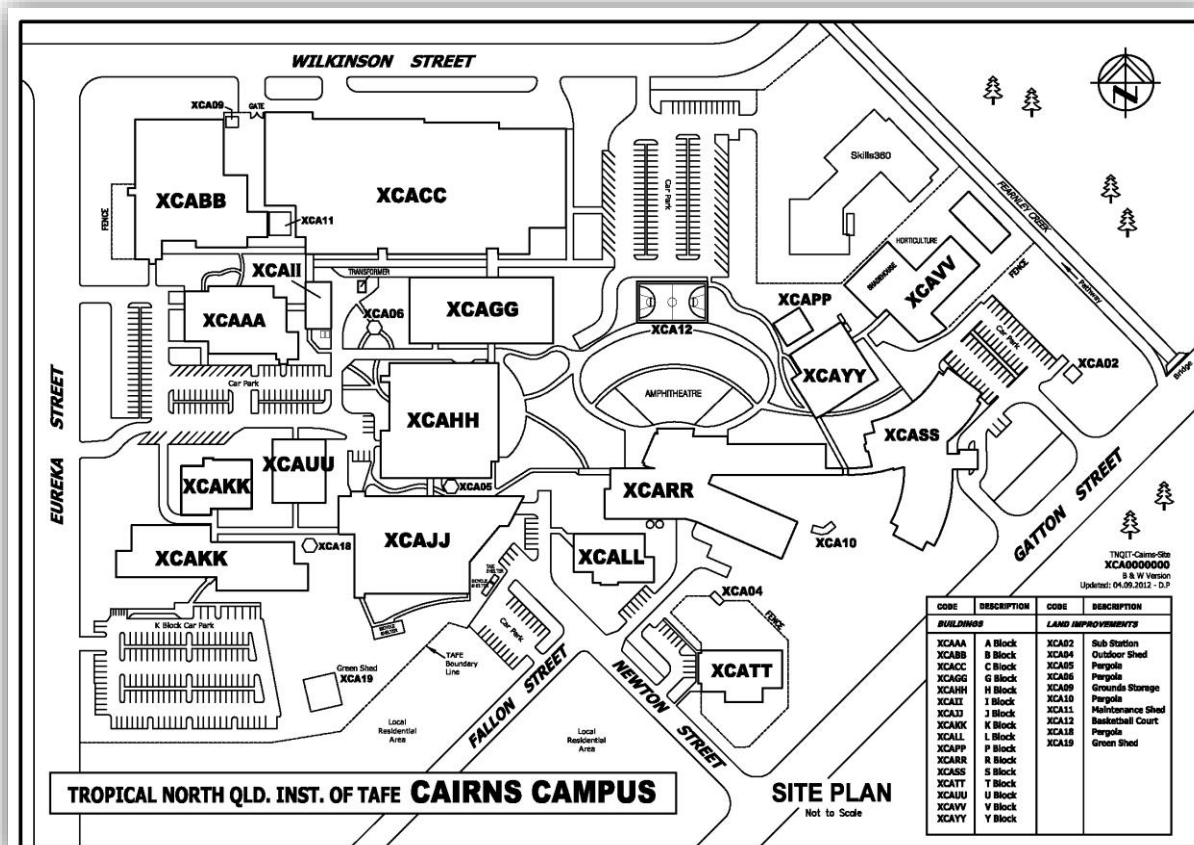 WILKINSON STREET
XCA09
GATE
XCABB
XCACC
Skills360
Car Park
FENCE
XCA11
FEARNLEY CREEK
HORTICULTURE
XCAII
TRANSFORMER
SHADEHOUSE
XCAVV
FENCE
Pathway
XCAAA
XCA06
XCAGG
XCAPP
XCA12
Car Park
XCA02
Bridge
Car Park
XCAYY
AMPHITHEATRE
EUREKA STREET
XCAHH
XCASS
XCAUU
XCAKK
XCA05
XCARR
GATTON STREET
XCAKK
XCA18
XCAJJ
XCALL
XCA10
TAXI SHELTER
BICYCLE SHELTER
XCA04
FENCE
K Block Car Park
BICYCLE SHELTER
Car Park
TAFE
Boundary
Line
Green Shed
XCA19
XCATT
FALLON STREET
NEWTON STREET
Local
Residential
Area
Local
Residential
Area
TNQIT-Cairns-Site
XCA0000000
B & W Version
Updated: 04.09.2012 - D.P
CODE DESCRIPTION CODE DESCRIPTION
BUILDINGS LAND IMPROVEMENTS
XCAAA A Block XCA02 Sub Station
XCABB B Block XCA04 Outdoor Shed
XCACC C Block XCA05 Pergola
XCAGG G Block XCA06 Pergola
XCAHH H Block XCA09 Grounds Storage
XCAII I Block XCA10 Pergola
XCAJJ J Block XCA11 Maintenance Shed
XCAKK K Block XCA12 Basketball Court
XCALL L Block XCA18 Pergola
XCAPP P Block XCA19 Green Shed
XCARR R Block
XCASS S Block
XCATT T Block
XCAUU U Block
XCAVV V Block
XCAYY Y Block
TROPICAL NORTH QLD. INST. OF TAFE CAIRNS CAMPUS
SITE PLAN
Not to Scale